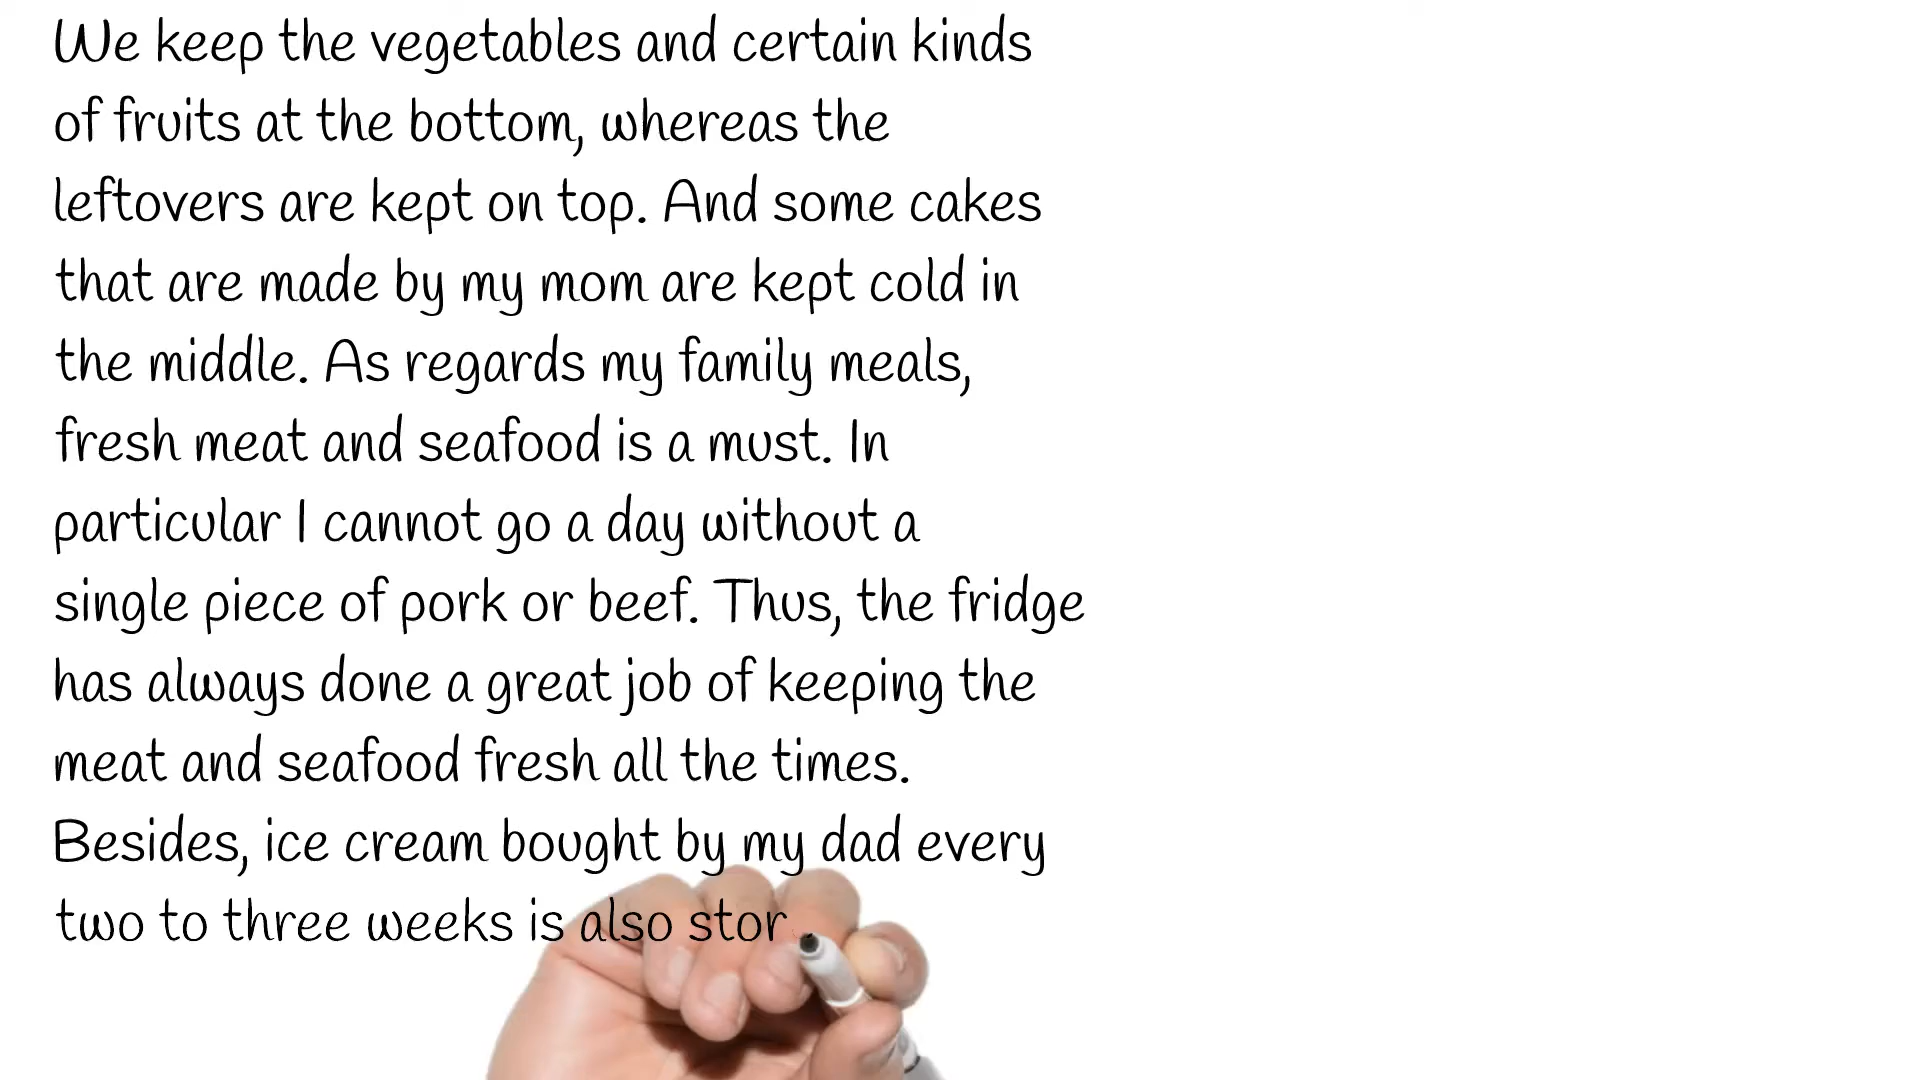 We keep the vegetables and certain kinds
of fruits at the bottom, whereas the
leftovers are kept on top. And some cakes
that are made by my mom are kept cold in
the middle. As regards my family meals,
fresh meat and seafood is a must. In
particular I cannot go a day without a
single piece of pork or beef. Thus, the fridge
has always done a great job of keeping the
meat and seafood fresh all the times.
Besides, ice cream bought by my dad every
two to three weeks is also stor